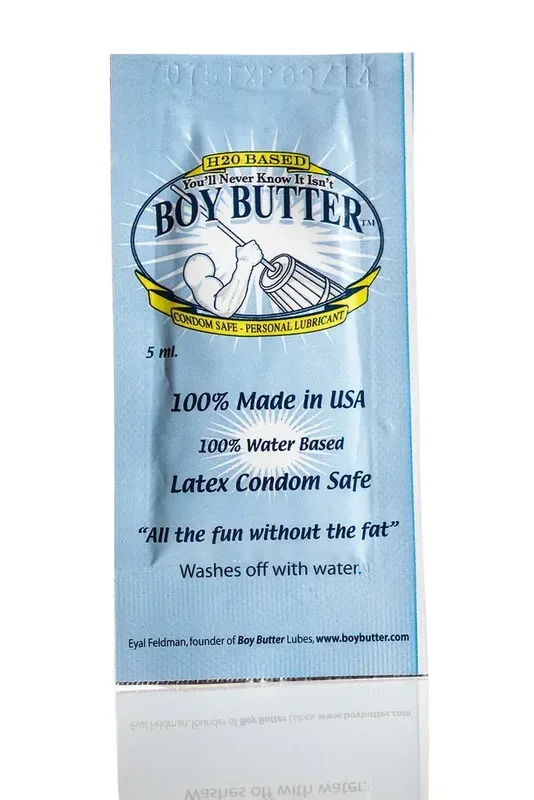 H20 BASED
You'll Never Know It Isn't
BOY BUTTER™
CONDOM SAFE - PERSONAL LUBRICANT
5 ml.
100% Made in USA
100% Water Based
Latex Condom Safe
“All the fun without the fat”
Washes off with water.
Eyal Feldman, founder of Boy Butter Lubes, www.boybutter.com